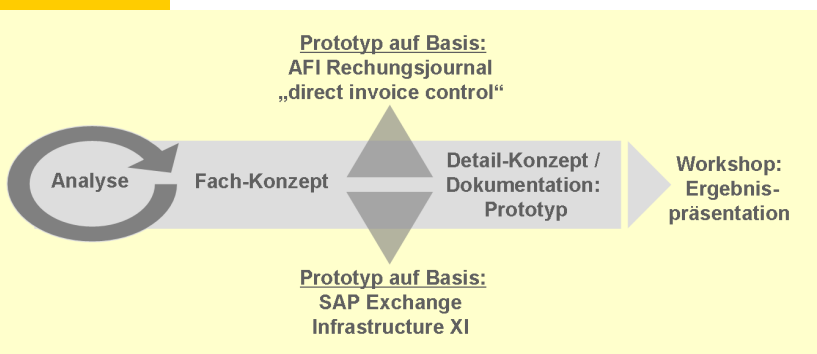 Prototyp auf Basis:
AFI Rechungsjournal
„direct invoice control“
Analyse
Fach-Konzept
Detail-Konzept /
Dokumentation:
Prototyp
Workshop:
Ergebnis-
präsentation
Prototyp auf Basis:
SAP Exchange
Infrastructure XI